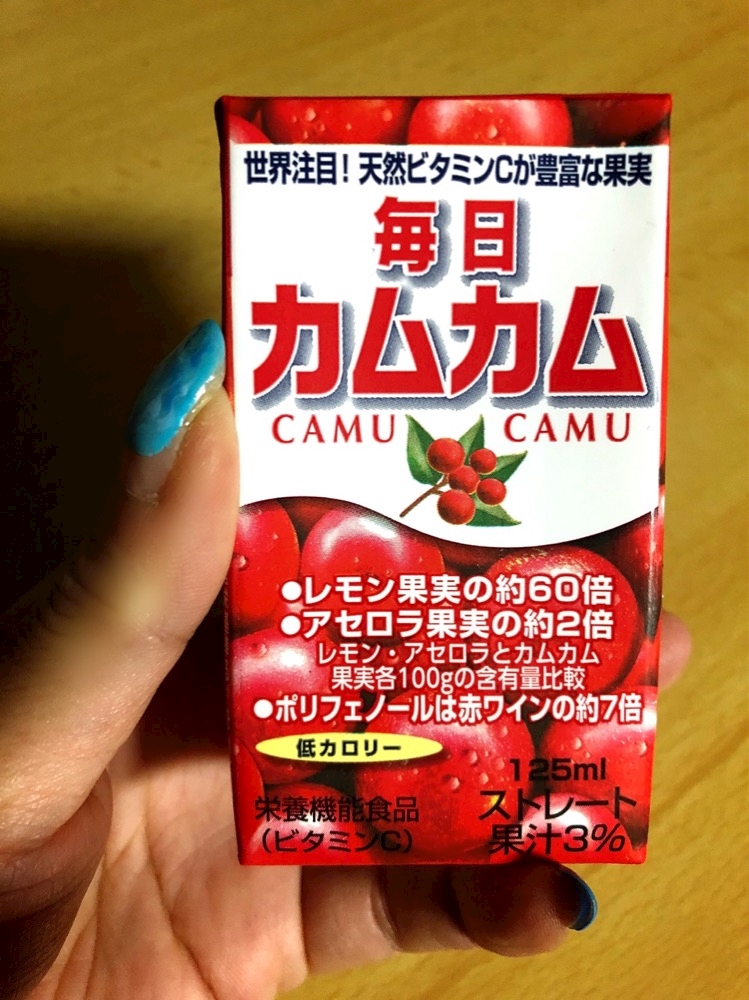 世界注目！天然ビタミンCが豊富な果実
毎日
カムカム
CAMU CAMU
●レモン果実の約60倍
●アセロラ果実の約2倍
レモン・アセロラとカムカム
果実各100gの含有量比較
●ポリフェノールは赤ワインの約7倍
低カロリー
栄養機能食品
（ビタミンC）
125ml
ストレート
果汁3%